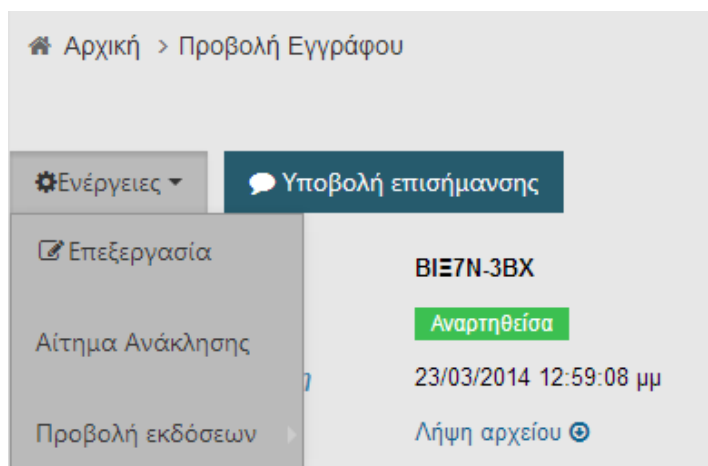 Αρχική > Προβολή Εγγράφου
Ενέργειες Υποβολή επισήμανσης
Επεξεργασία
ΒΙΞ7Ν-3ΒΧ
Αναρτηθείσα
Αίτημα Ανάκλησης
23/03/2014 12:59:08 μμ
Προβολή εκδόσεων
Λήψη αρχείου